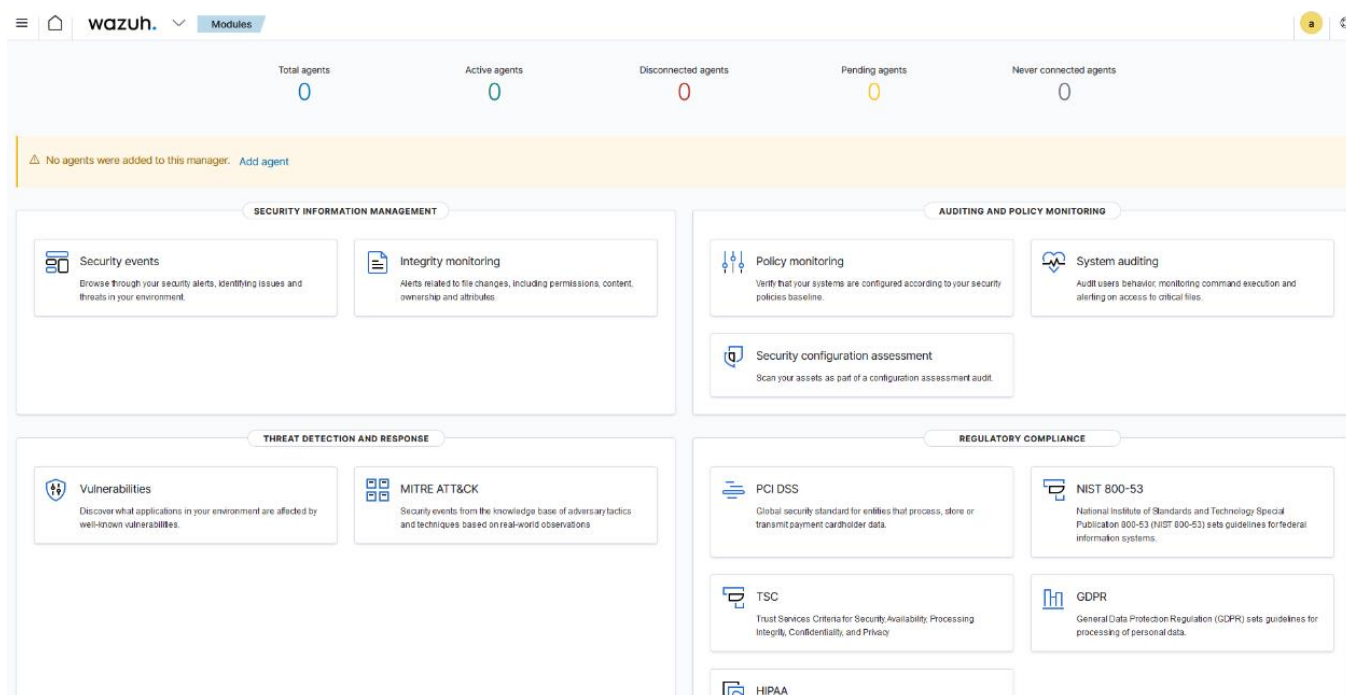 wazuh. Modules a
Total agents Active agents Disconnected agents Pending agents Never connected agents
0 0 0 0 0
No agents were added to this manager. Add agent
SECURITY INFORMATION MANAGEMENT
Security events
Browse through your security alerts, identifying issues and
threats in your environment.
Integrity monitoring
Alerts related to file changes, including permissions, content,
ownership and attributes.
AUDITING AND POLICY MONITORING
Policy monitoring
Verify that your systems are configured according to your security
policies baseline.
System auditing
Audit users behavior, monitoring command execution and
alerting on access to critical files.
Security configuration assessment
Scan your assets as part of a configuration assessment audit.
THREAT DETECTION AND RESPONSE
Vulnerabilities
Discover what applications in your environment are affected by
well-known vulnerabilities.
MITRE ATT&CK
Security events from the knowledge base of adversary tactics
and techniques based on real-world observations
REGULATORY COMPLIANCE
PCI DSS
Global security standard for entities that process, store or
transmit payment cardholder data.
NIST 800-53
National Institute of Standards and Technology Special
Publication 800-53 (NIST 800-53) sets guidelines for federal
information systems.
TSC
Trust Services Criteria for Security, Availability, Processing
Integrity, Confidentiality, and Privacy
GDPR
General Data Protection Regulation (GDPR) sets guidelines for
processing of personal data.
HIPAA